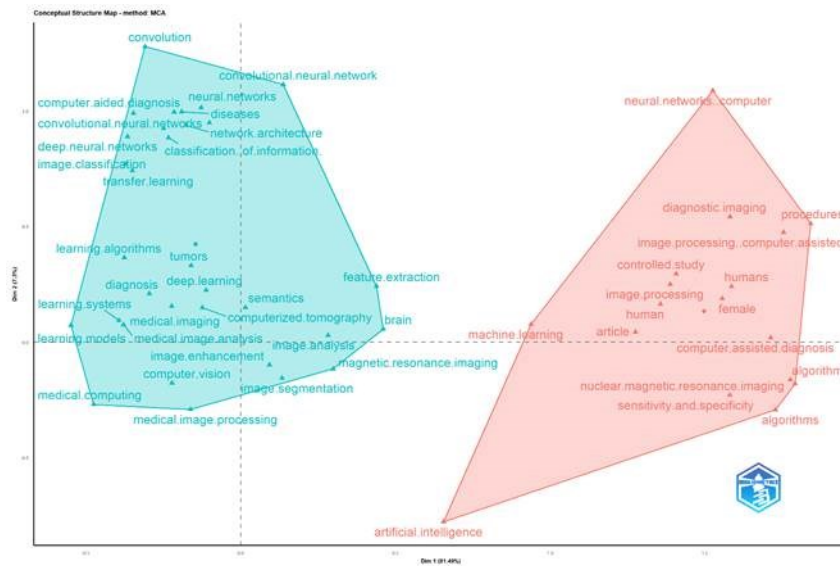 Conceptual Structure Map - method: MCA
convolution
convolutional.neural.network
neural.networks
computer.aided.diagnosis
diseases
convolutional.neural.networks
network.architecture
deep.neural.networks
classification..of.information.
image.classification
transfer.learning
learning.algorithms
tumors
deep.learning
feature.extraction
diagnosis
semantics
learning.systems
computerized.tomography
brain
medical.imaging
learning.models
medical.image.analysis
image.analysis
image.enhancement
magnetic.resonance.imaging
computer.vision
image.segmentation
medical.computing
medical.image.processing
neural.networks..computer
diagnostic.imaging
procedures
image.processing..computer.assisted
controlled.study
humans
image.processing
female
human
machine.learning
article
computer.assisted.diagnosis
algorithm
nuclear.magnetic.resonance.imaging
sensitivity.and.specificity
algorithms
artificial.intelligence